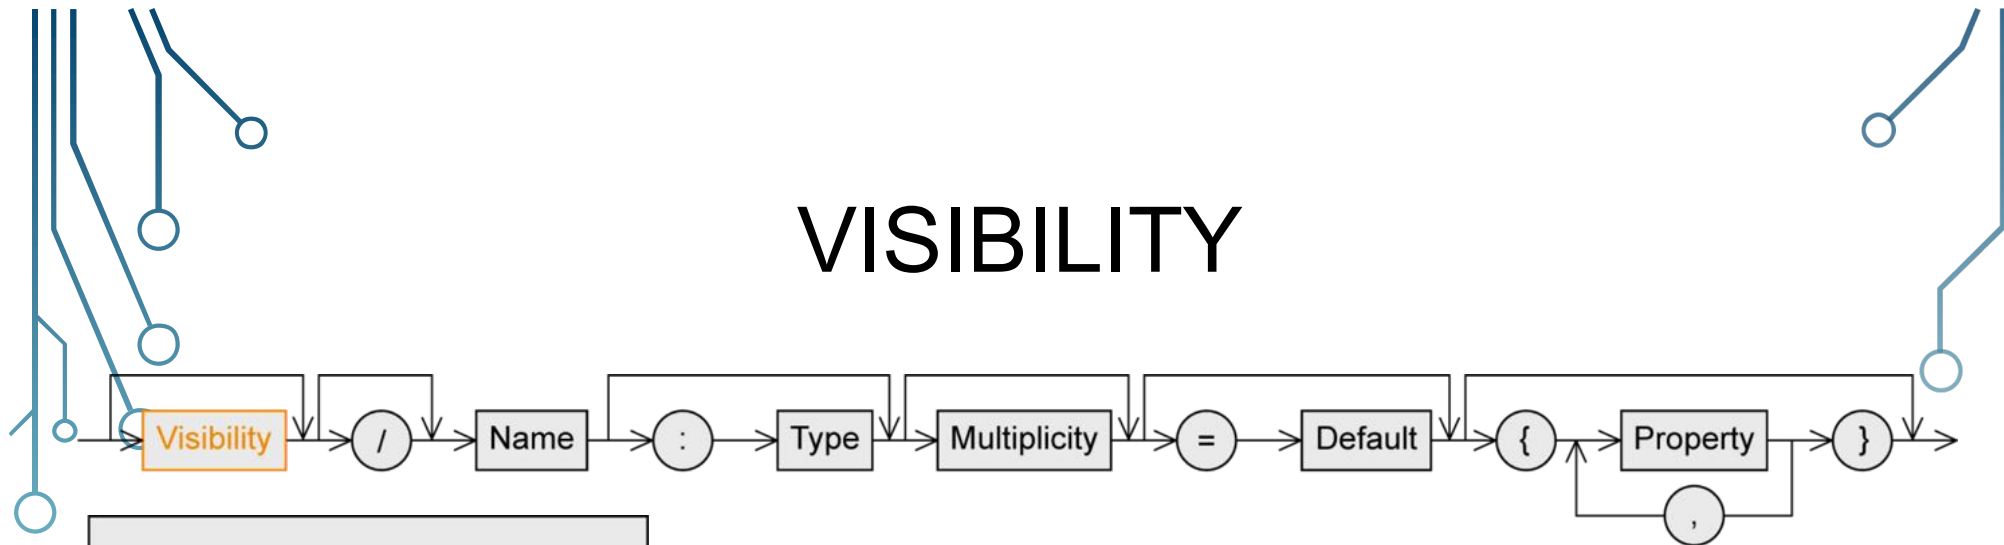 VISIBILITY
Visibility / Name : Type Multiplicity = Default { Property }
,